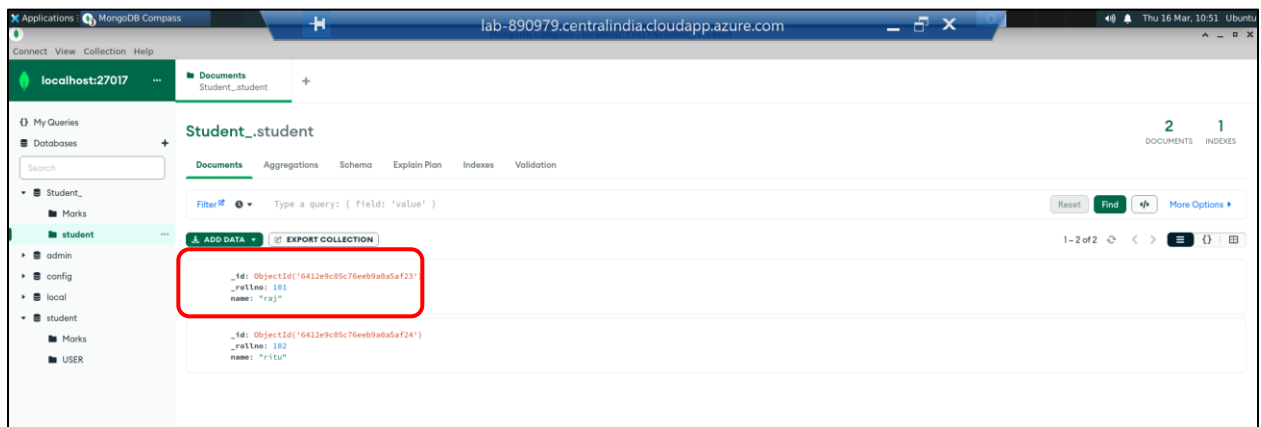 Applications MongoDB Compass
lab-890979.centralindia.cloudapp.azure.com
Thu 16 Mar, 10:51 Ubuntu
Connect View Collection Help
localhost:27017 ...
Documents
Student_.student
+
{} My Queries
Databases +
Search
Student_
Marks
student ...
admin
config
local
student
Marks
USER
Student_.student
2
DOCUMENTS
1
INDEXES
Documents Aggregations Schema Explain Plan Indexes Validation
Filter Type a query: { field: 'value' } Reset Find </> More Options
ADD DATA EXPORT COLLECTION 1 - 2 of 2 < > {}
_id: ObjectId('6412e9c05c76eeb9a0a5af23')
_rollno: 101
name: "raj"
_id: ObjectId('6412e9c05c76eeb9a0a5af24')
_rollno: 102
name: "ritu"